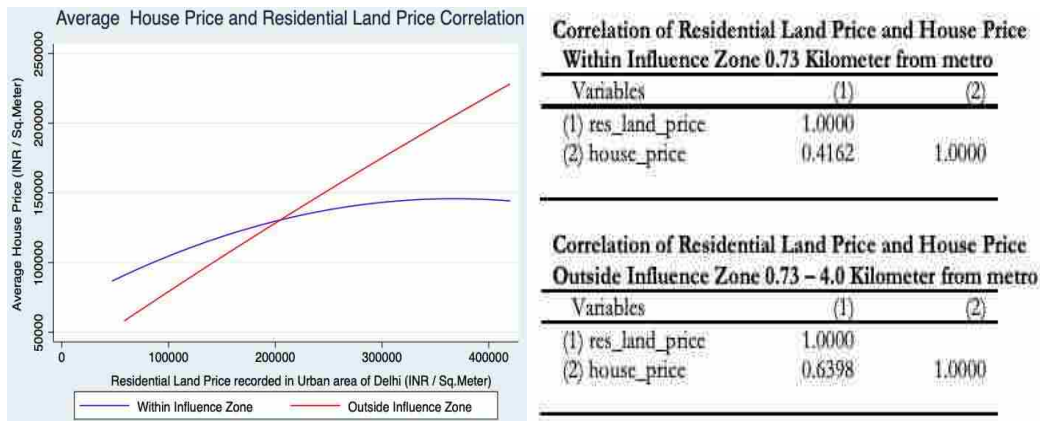 Average House Price and Residential Land Price Correlation
Average House Price (INR / Sq.Meter)
250000
200000
150000
100000
50000
0 100000 200000 300000 400000
Residential Land Price recorded in Urban area of Delhi (INR / Sq.Meter)
Within Influence Zone Outside Influence Zone
Correlation of Residential Land Price and House Price
Within Influence Zone 0.73 Kilometer from metro
Variables (1) (2)
(1) res_land_price 1.0000
(2) house_price 0.4162 1.0000
Correlation of Residential Land Price and House Price
Outside Influence Zone 0.73 – 4.0 Kilometer from metro
Variables (1) (2)
(1) res_land_price 1.0000
(2) house_price 0.6398 1.0000